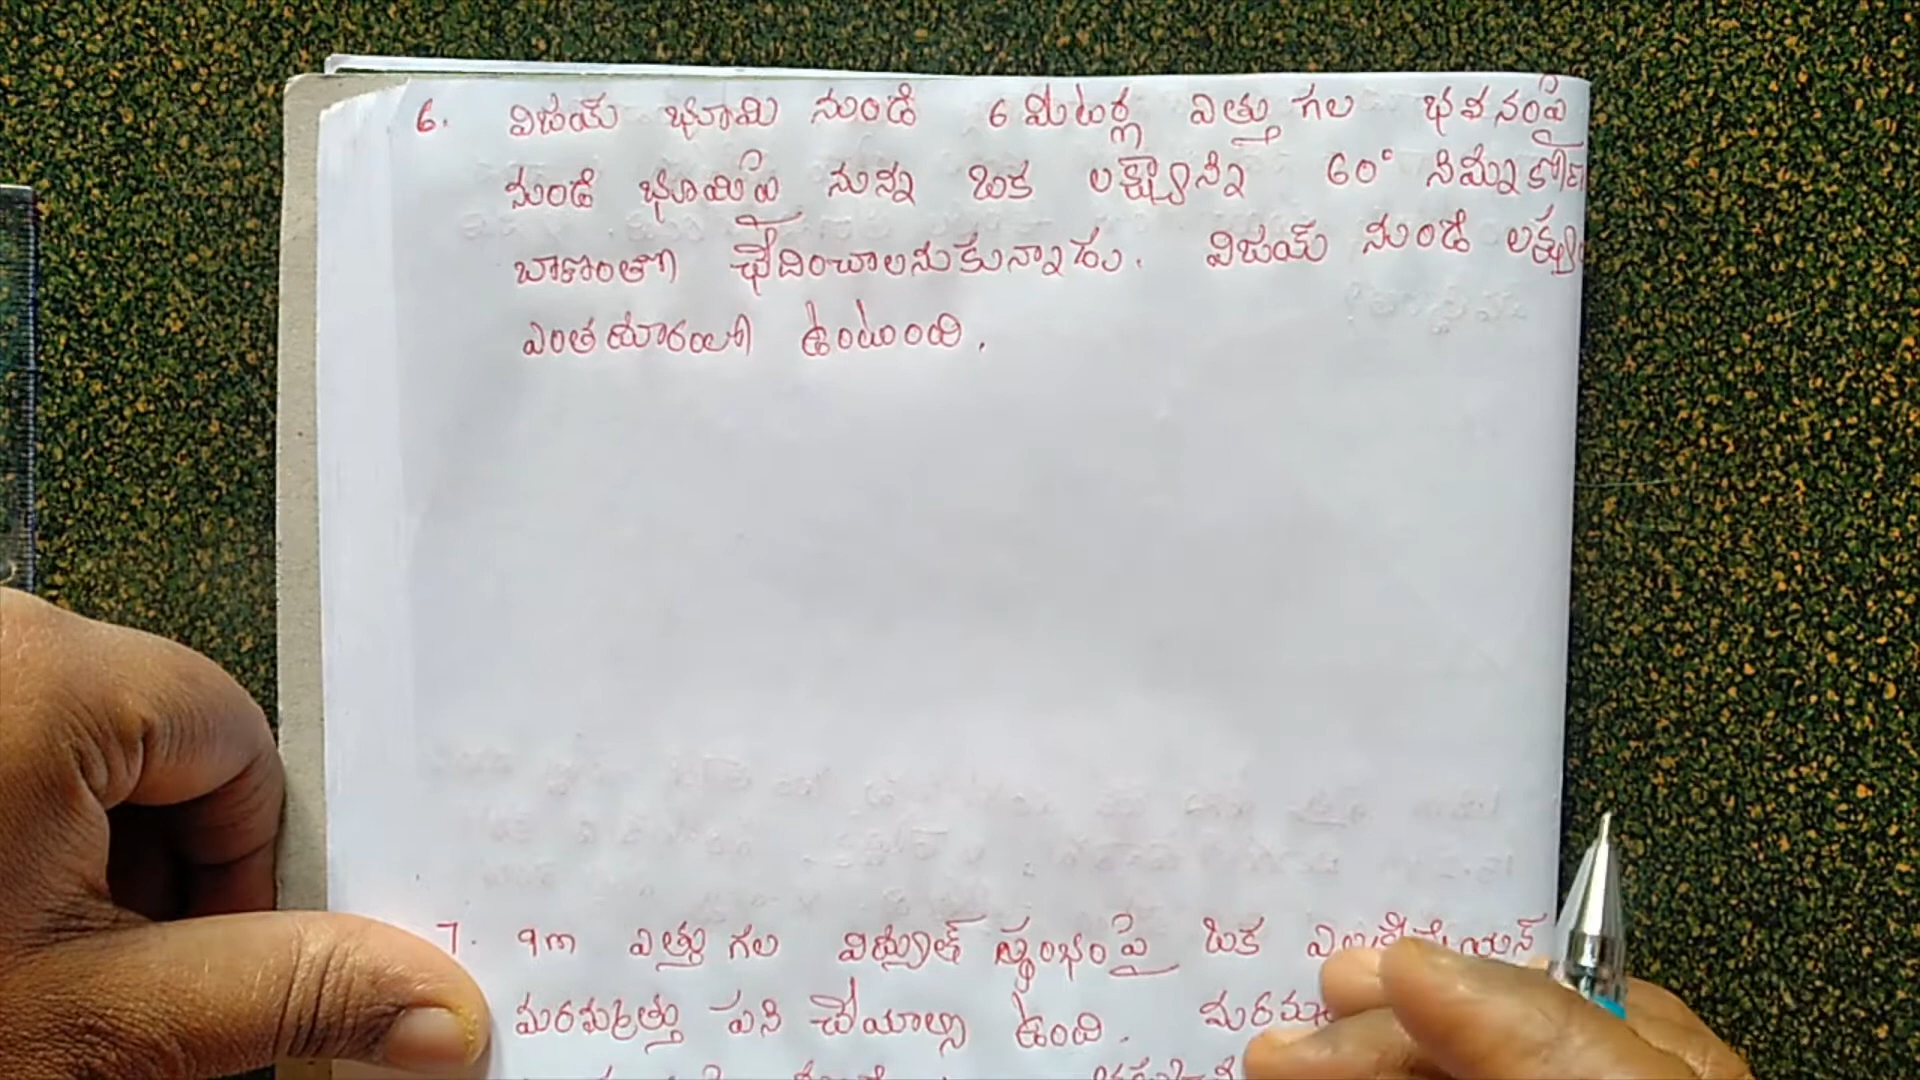 6. విజయ్ భూమి నుండి 6 మీటర్ల ఎత్తు గల భవనంపై
నుండి భూమిపై నున్న ఒక లక్ష్యాన్ని 60° నిమ్నకోణ
బాణంతో ఛేదించాలనుకున్నాడు. విజయ్ నుండి లక్ష్యం
ఎంతదూరంలో ఉంటుంది.
7. 9m ఎత్తు గల విద్యుత్ స్థంభంపై ఒక
మరమ్మత్తు పని చేయాల్సి ఉంది.